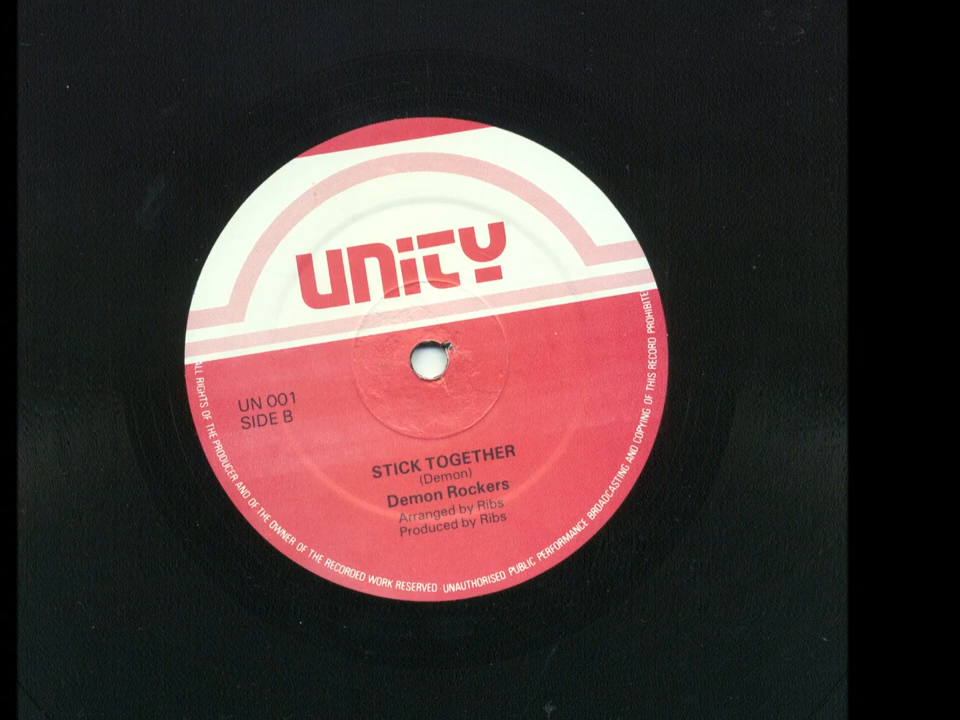 UNITY
UN 001
SIDE B
STICK TOGETHER
(Demon)
Demon Rockers
Arranged by Ribs
Produced by Ribs
ALL RIGHTS OF THE PRODUCER AND OF THE OWNER OF THE RECORDED WORK RESERVED UNAUTHORISED PUBLIC PERFORMANCE BROADCASTING AND COPYING OF THIS RECORD PROHIBITE